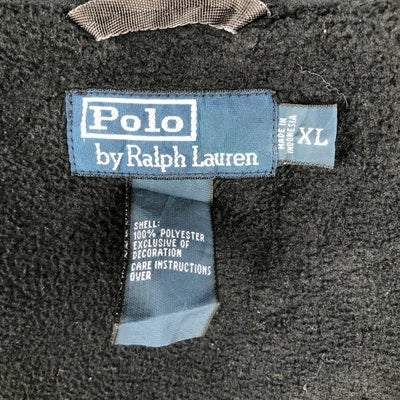 Polo
by Ralph Lauren
MADE IN
INDONESIA
XL
SHELL:
100% POLYESTER
EXCLUSIVE OF
DECORATION
CARE INSTRUCTIONS
OVER